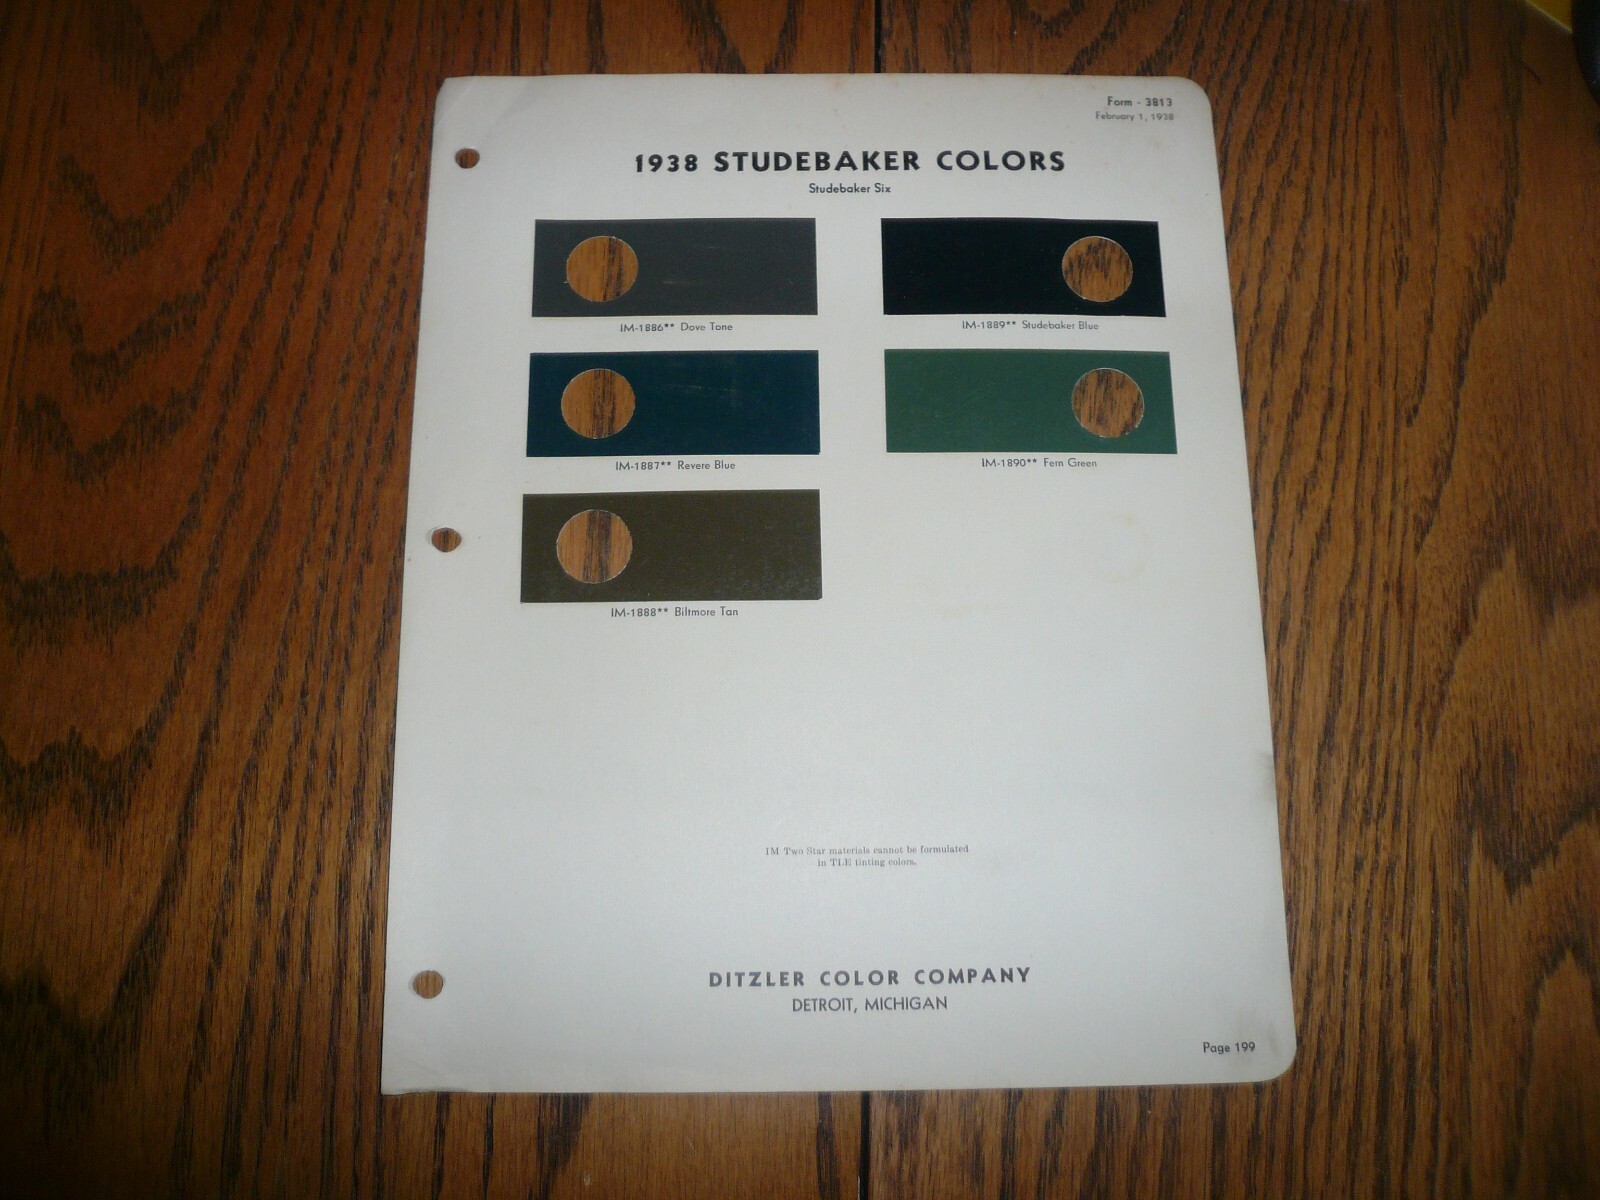 Form - 3813
February 1, 1938
1938 STUDEBAKER COLORS
Studebaker Six
IM-1886** Dove Tone
IM-1889** Studebaker Blue
IM-1887** Revere Blue
IM-1890** Fern Green
IM-1888** Biltmore Tan
IM Two Star materials cannot be formulated
in TLE tinting colors.
DITZLER COLOR COMPANY
DETROIT, MICHIGAN
Page 199